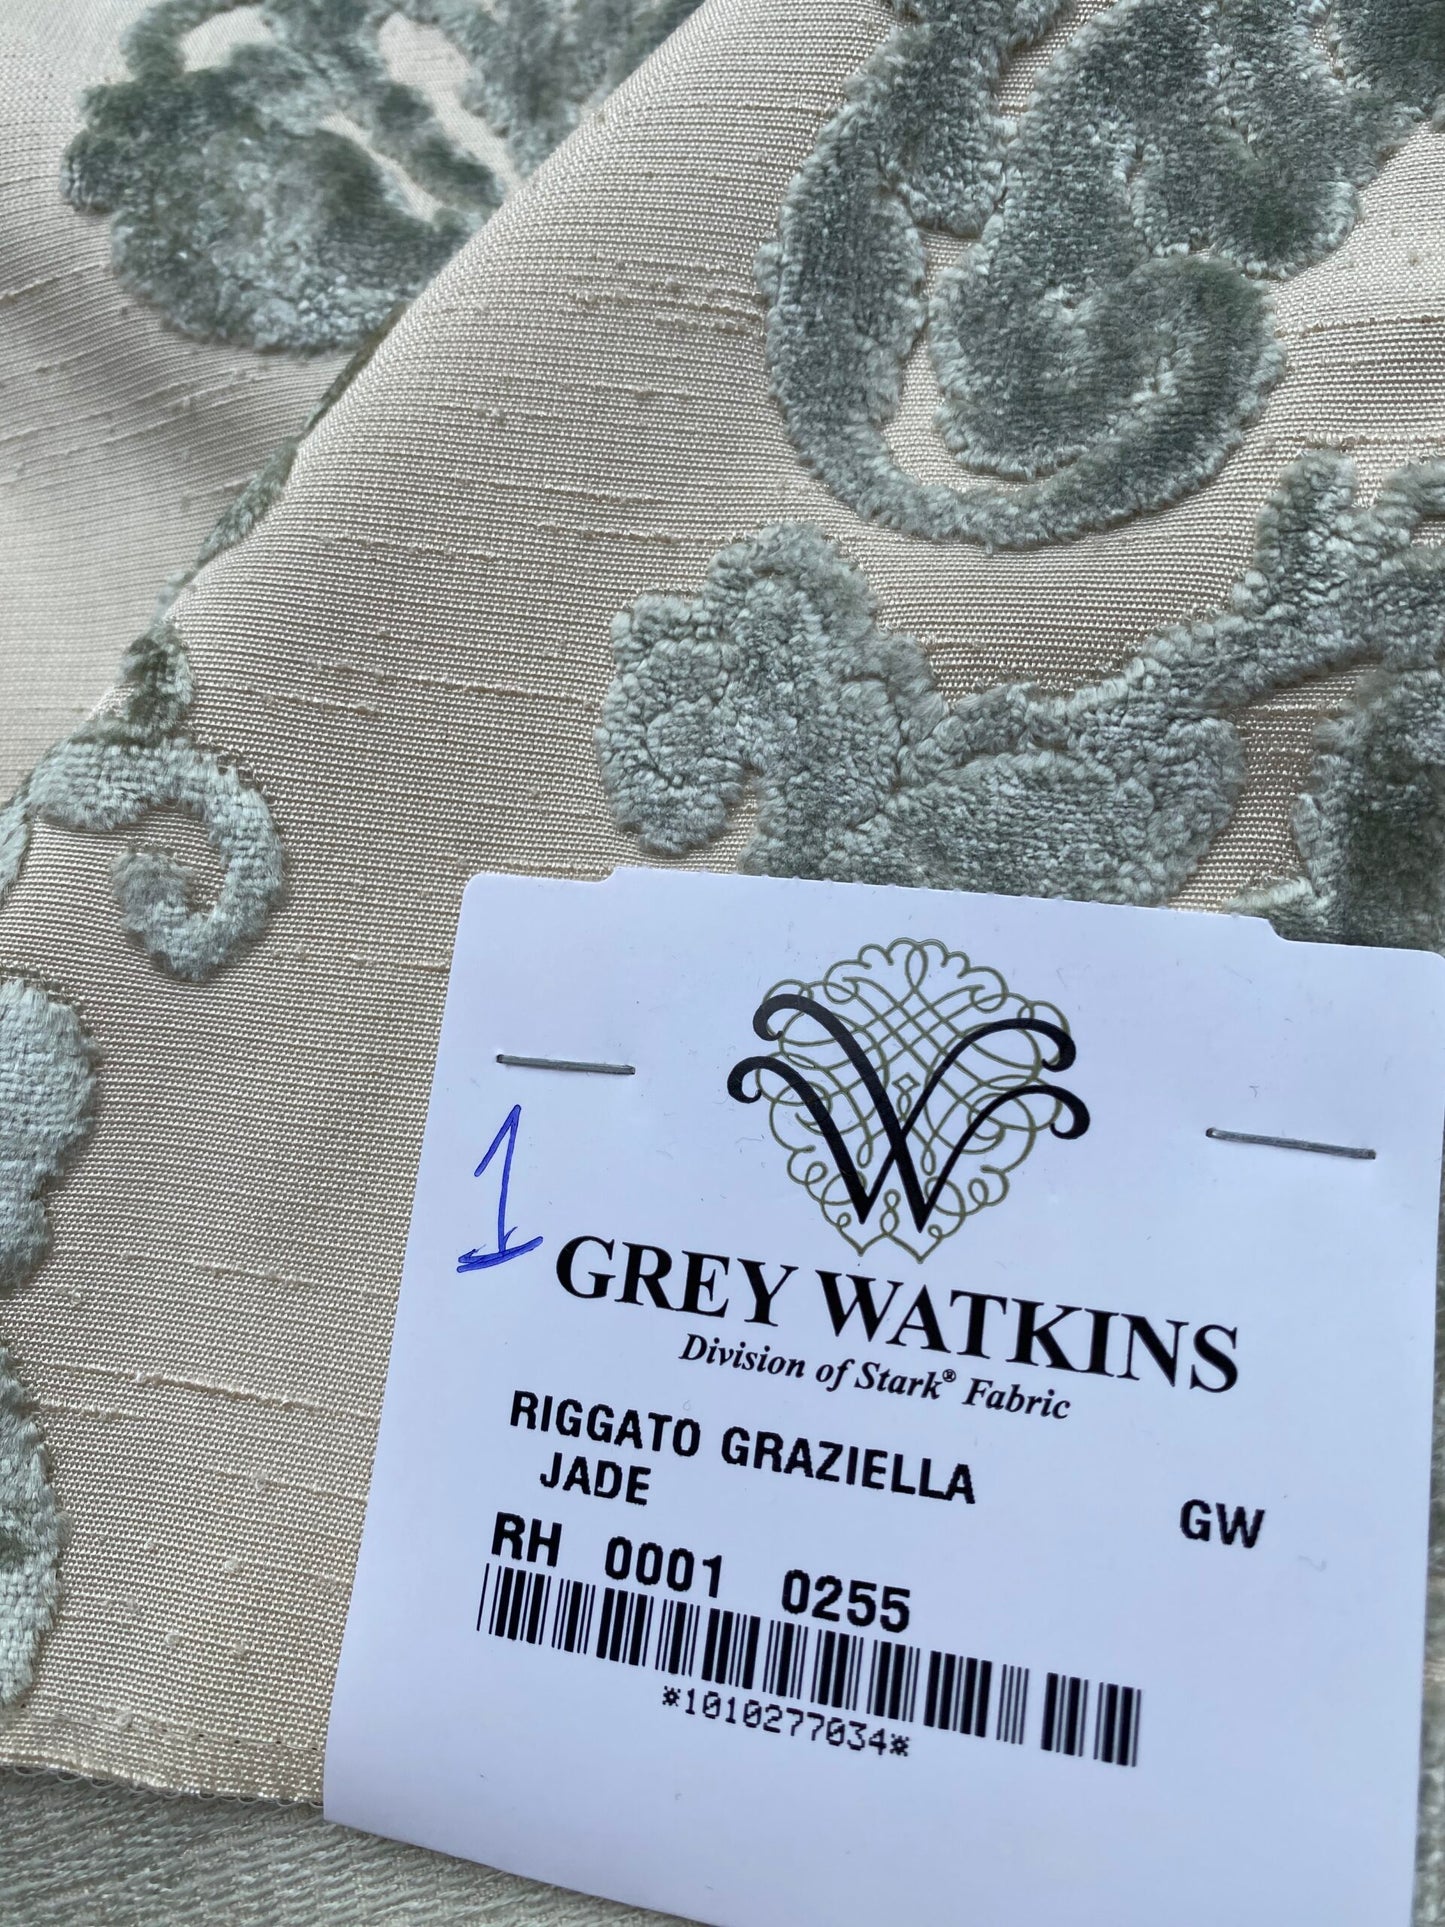 1
GREY WATKINS
Division of Stark® Fabric
RIGGATO GRAZIELLA
JADE GW
RH 0001 0255
*1010277034*